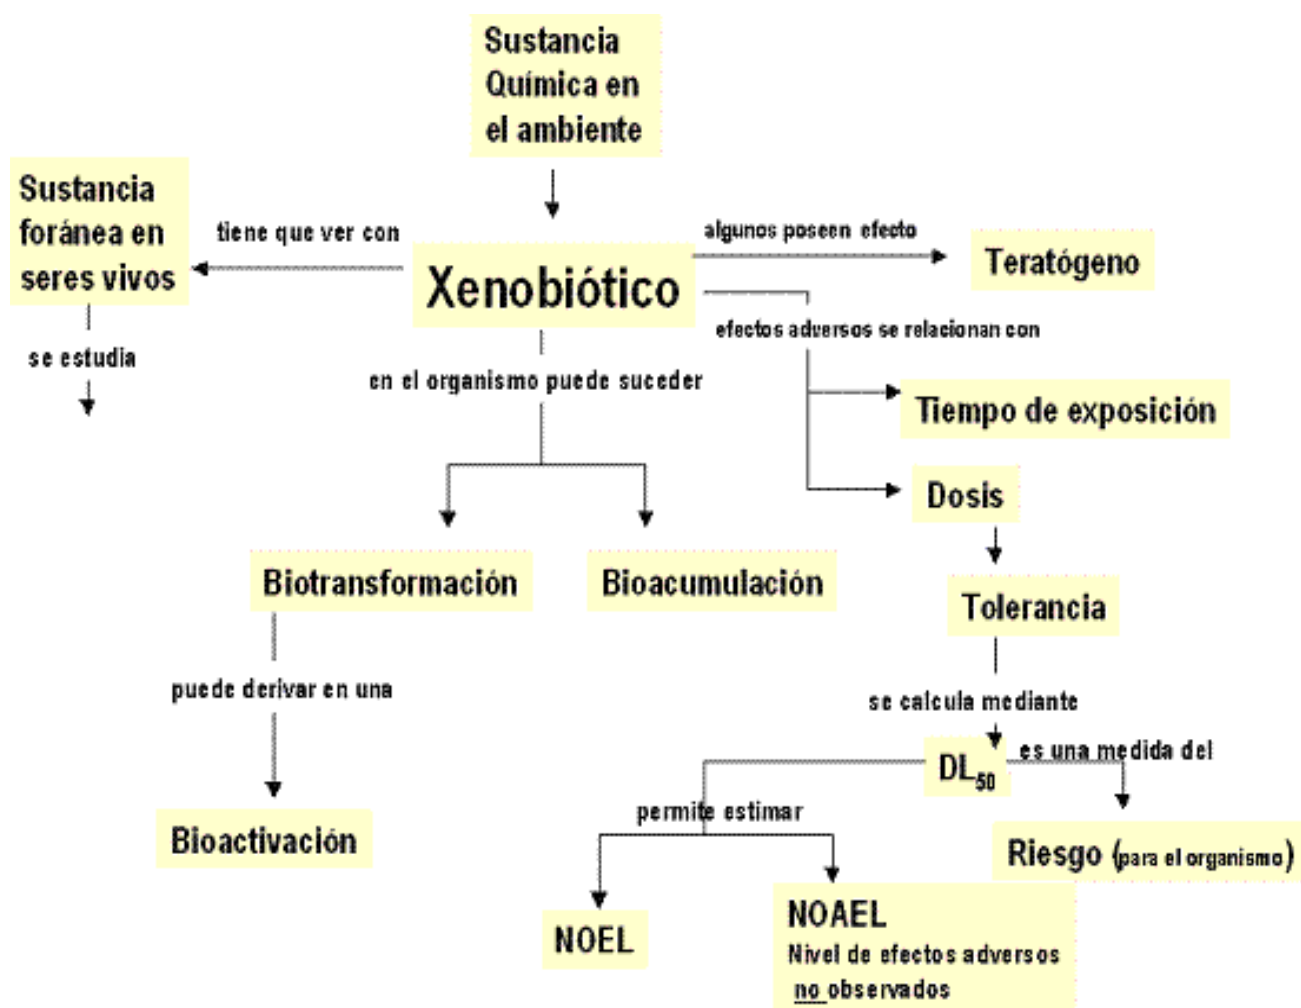 Sustancia
Química en
el ambiente
Sustancia
foránea en
seres vivos
tiene que ver con
algunos poseen efecto
Teratógeno
Xenobiótico
efectos adversos se relacionan con
se estudia
en el organismo puede suceder
Tiempo de exposición
Dosis
Biotransformación
Bioacumulación
Tolerancia
puede derivar en una
se calcula mediante
DL50
es una medida del
permite estimar
Bioactivación
Riesgo (para el organismo)
NOEL
NOAEL
Nivel de efectos adversos
no observados